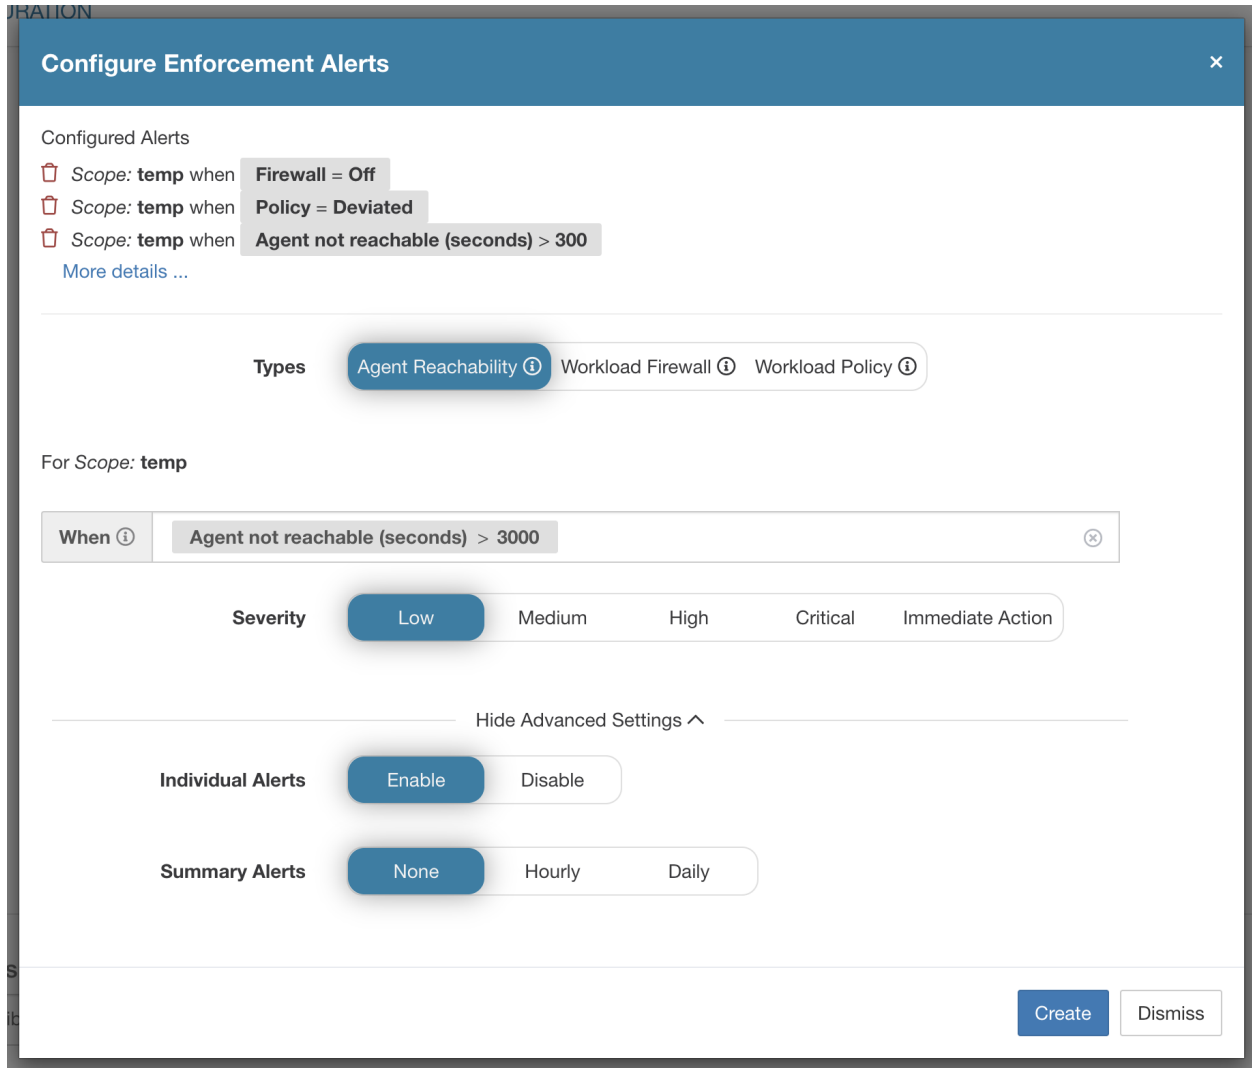 URATION
Configure Enforcement Alerts ×
Configured Alerts
Scope: temp when Firewall = Off
Scope: temp when Policy = Deviated
Scope: temp when Agent not reachable (seconds) > 300
More details ...
Types Agent Reachability Workload Firewall Workload Policy
For Scope: temp
When Agent not reachable (seconds) > 3000
Severity Low Medium High Critical Immediate Action
Hide Advanced Settings
Individual Alerts Enable Disable
Summary Alerts None Hourly Daily
Create Dismiss